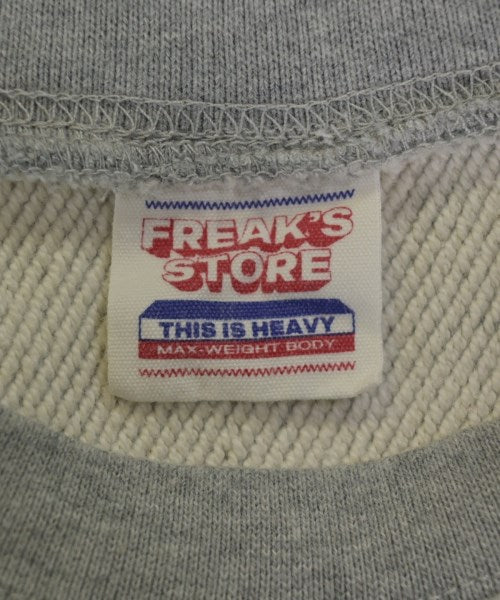 FREAK'S
STORE
THIS IS HEAVY
MAX-WEIGHT BODY